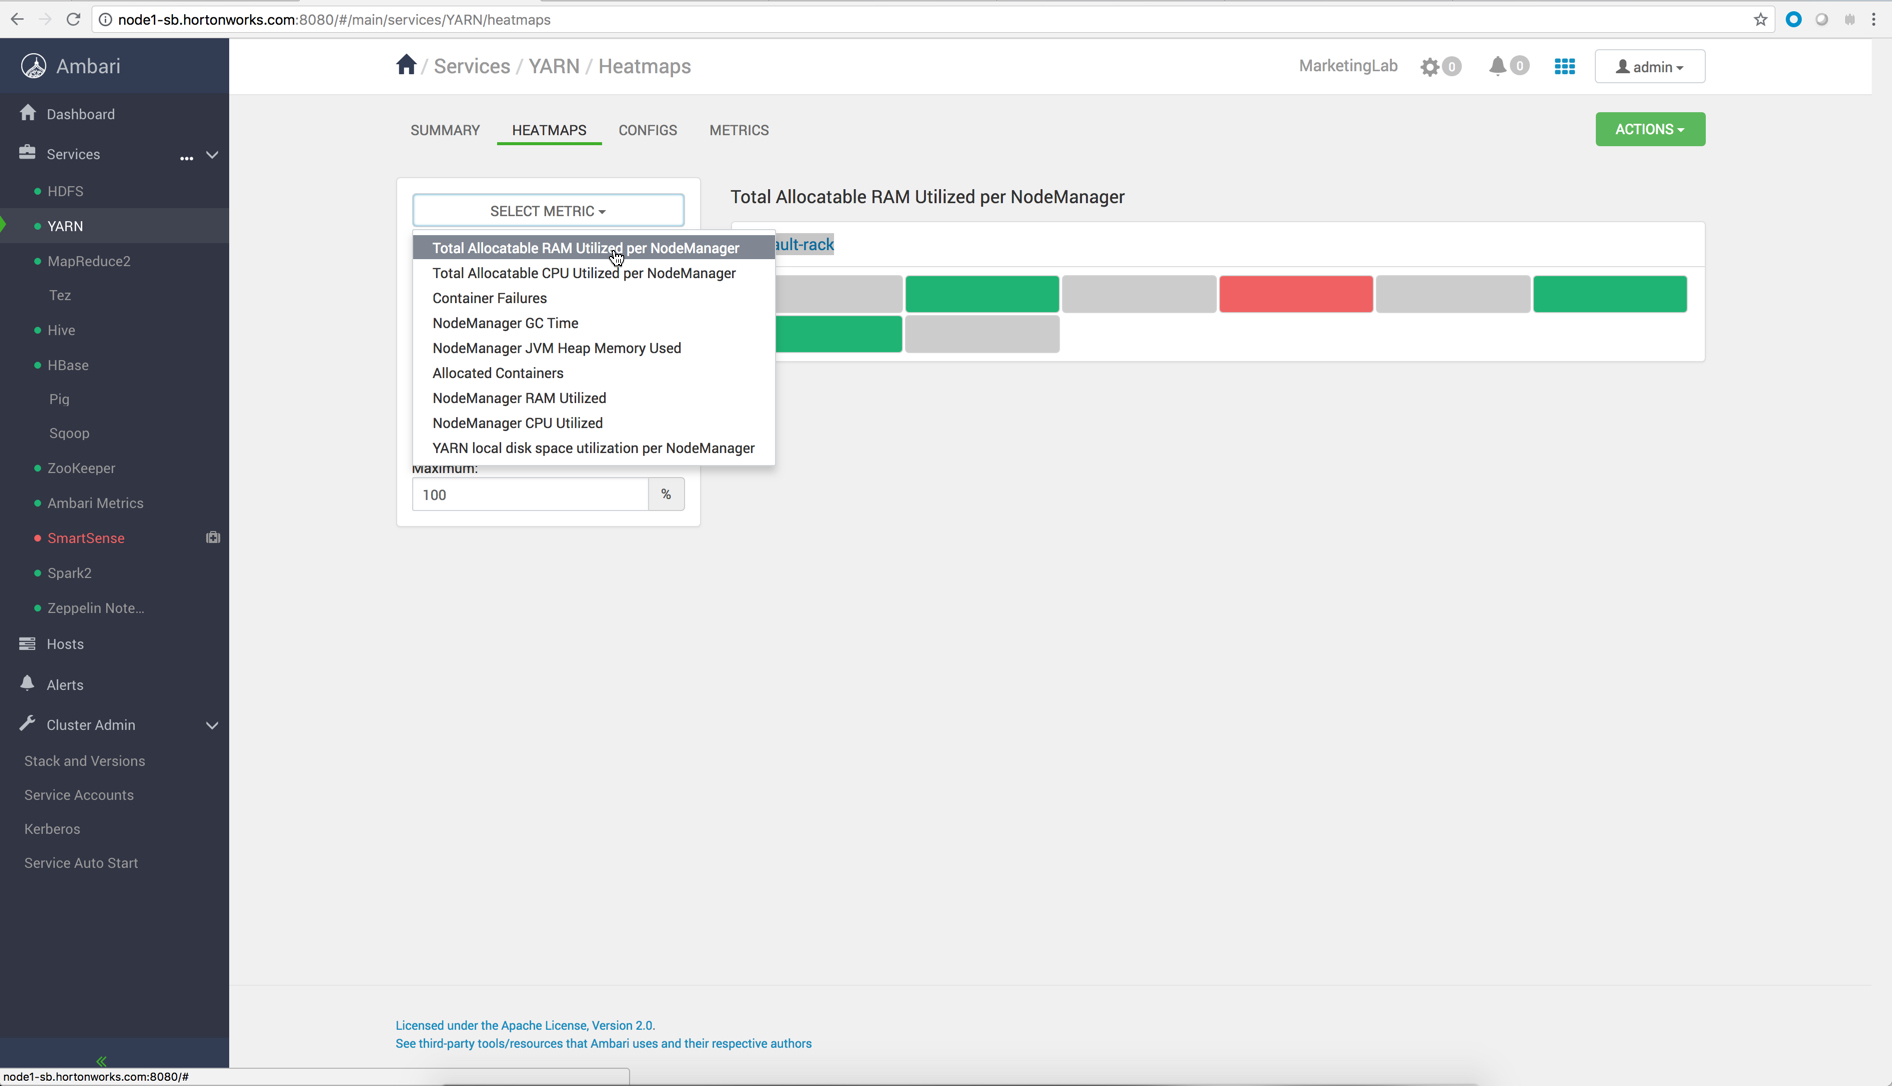 node1-sb.hortonworks.com:8080/#/main/services/YARN/heatmaps
Ambari
/ Services / YARN / Heatmaps
MarketingLab
0
0
admin
Dashboard
Services
...
HDFS
YARN
MapReduce2
Tez
Hive
HBase
Pig
Sqoop
ZooKeeper
Ambari Metrics
SmartSense
Spark2
Zeppelin Note...
Hosts
Alerts
Cluster Admin
Stack and Versions
Service Accounts
Kerberos
Service Auto Start
SUMMARY
HEATMAPS
CONFIGS
METRICS
ACTIONS
SELECT METRIC
Total Allocatable RAM Utilized per NodeManager
Total Allocatable CPU Utilized per NodeManager
Container Failures
NodeManager GC Time
NodeManager JVM Heap Memory Used
Allocated Containers
NodeManager RAM Utilized
NodeManager CPU Utilized
YARN local disk space utilization per NodeManager
Maximum:
100
%
Total Allocatable RAM Utilized per NodeManager
ault-rack
Licensed under the Apache License, Version 2.0.
See third-party tools/resources that Ambari uses and their respective authors
node1-sb.hortonworks.com:8080/#